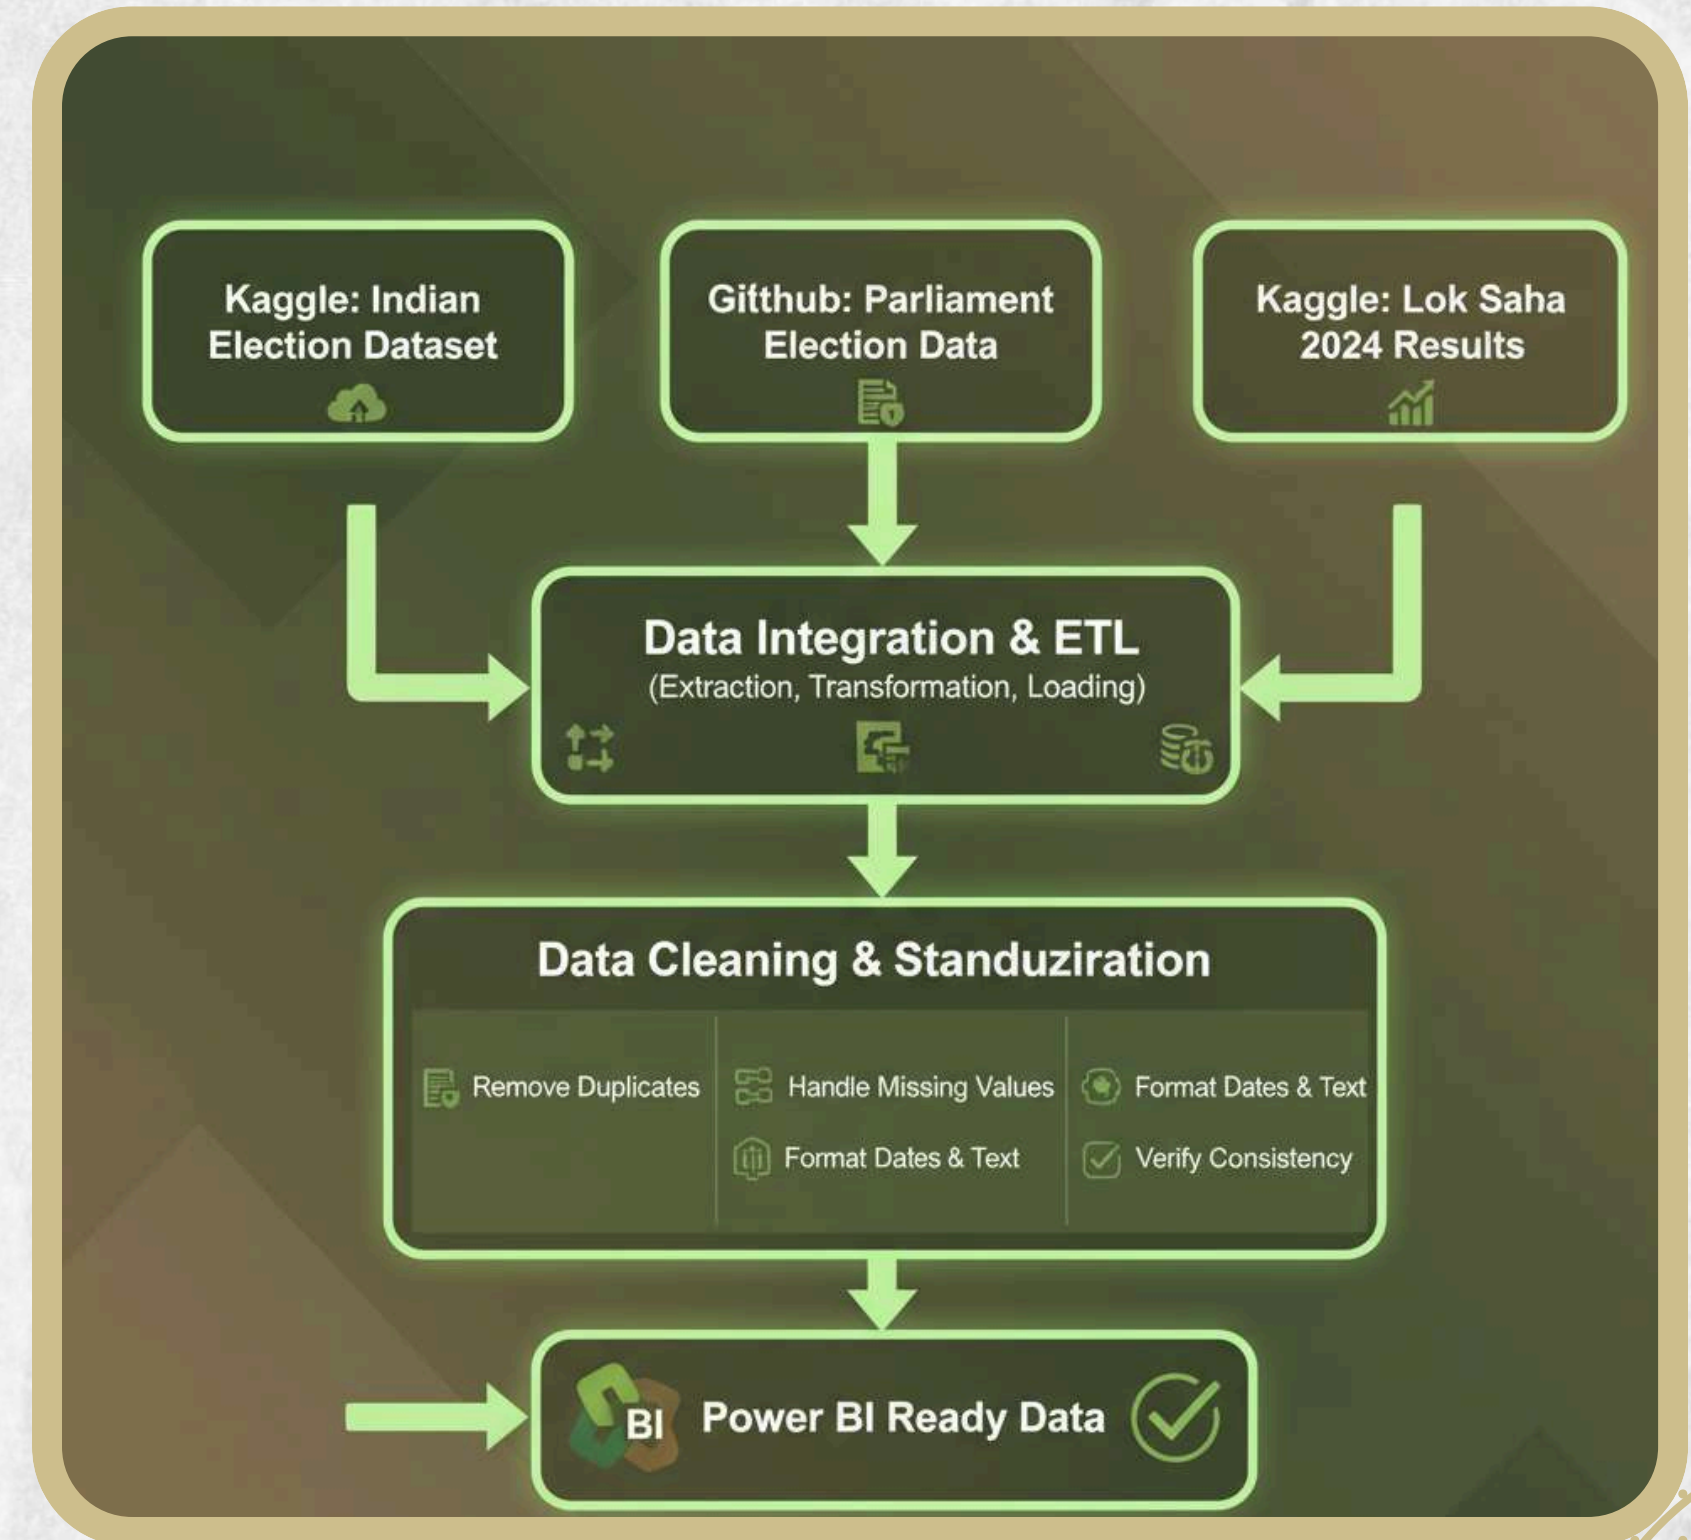 Kaggle: Indian
Election Dataset
Gitthub: Parliament
Election Data
Kaggle: Lok Saha
2024 Results
Data Integration & ETL
(Extraction, Transformation, Loading)
Data Cleaning & Standuziration
Remove Duplicates
Handle Missing Values
Format Dates & Text
Format Dates & Text
Verify Consistency
BI
Power BI Ready Data